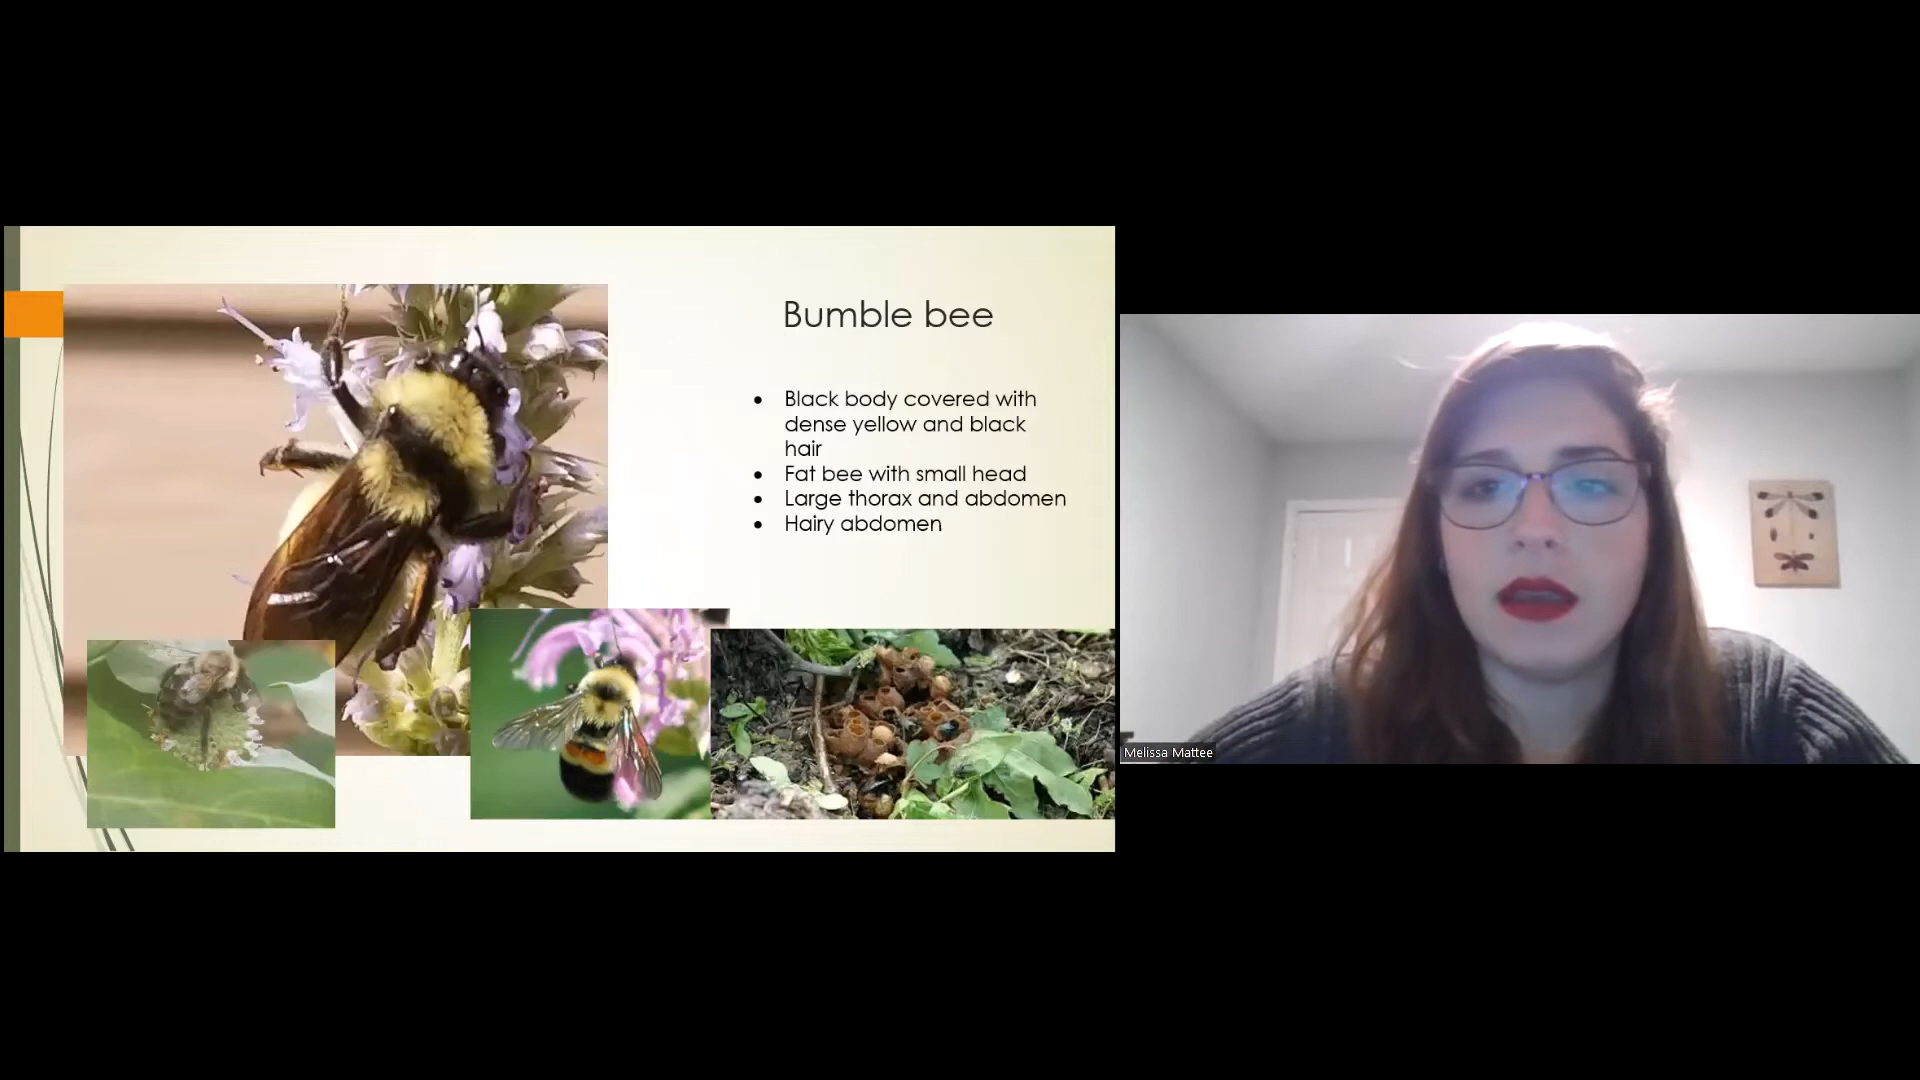 Bumble bee
• Black body covered with
dense yellow and black
hair
• Fat bee with small head
• Large thorax and abdomen
• Hairy abdomen
Melissa Mattee